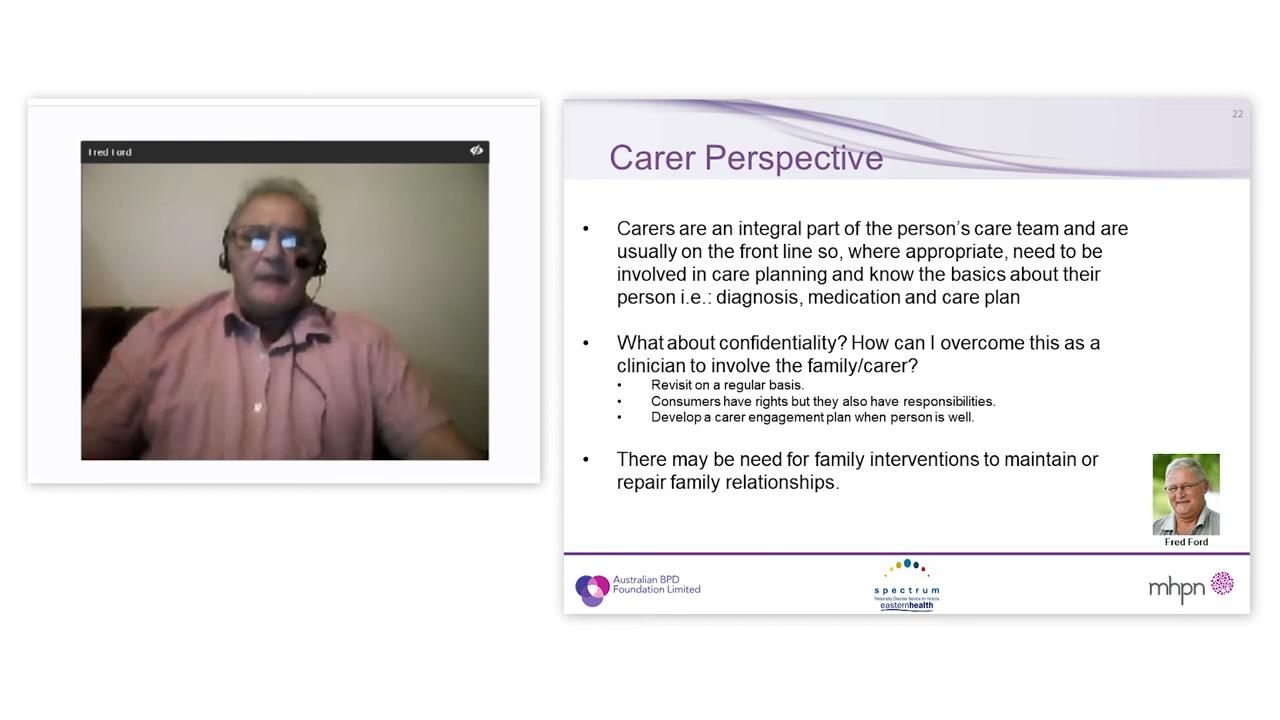 Fred Ford
22
Carer Perspective
• Carers are an integral part of the person's care team and are
usually on the front line so, where appropriate, need to be
involved in care planning and know the basics about their
person i.e.: diagnosis, medication and care plan
• What about confidentiality? How can I overcome this as a
clinician to involve the family/carer?
• Revisit on a regular basis.
• Consumers have rights but they also have responsibilities.
• Develop a carer engagement plan when person is well.
• There may be need for family interventions to maintain or
repair family relationships.
Fred Ford
Australian BPD
Foundation Limited
spectrum
Personality Disorder Service for Victoria
easternhealth
mhpn